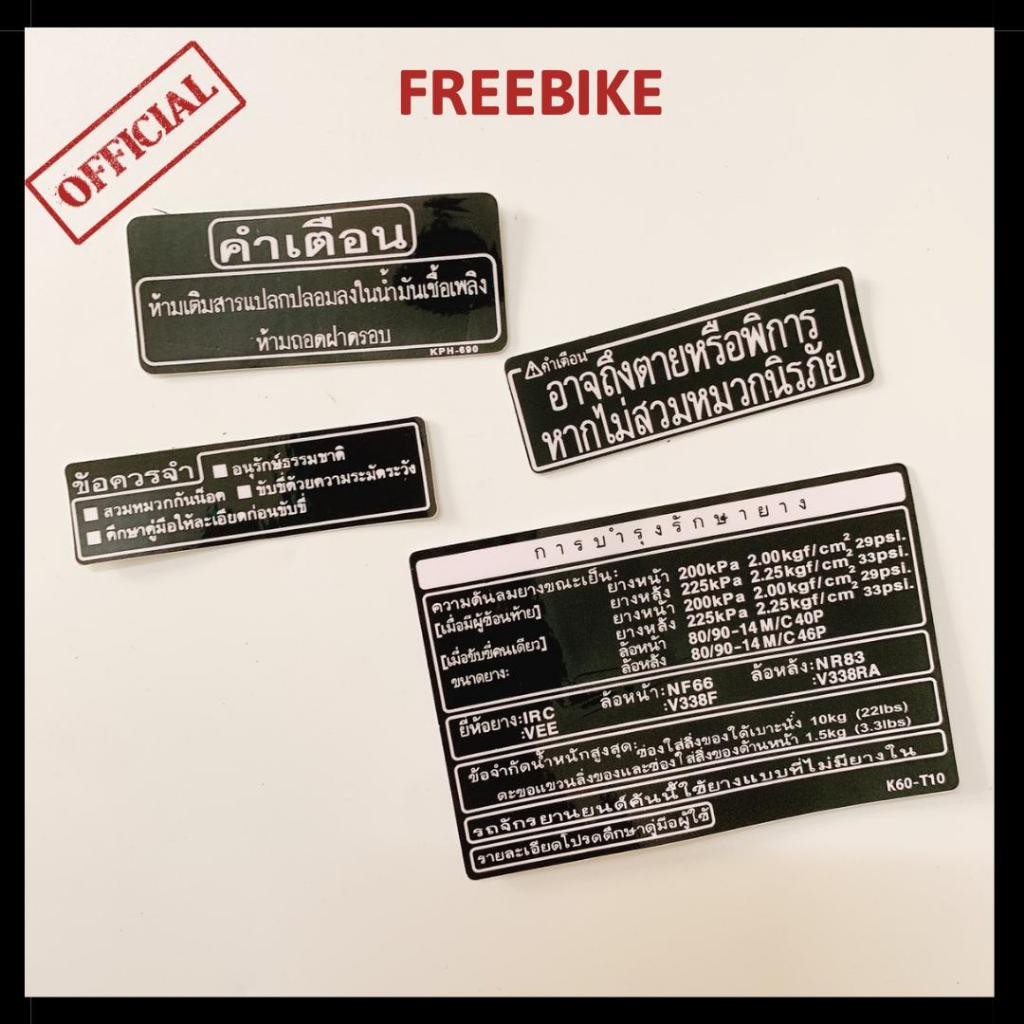 OFFICIAL
FREEBIKE
คำเตือน
ห้ามเติมสารแปลกปลอมลงในน้ำมันเชื้อเพลิง
ห้ามถอดฝาครอบ
KPH-690
คำเตือน
อาจถึงตายหรือพิการ
หากไม่สวมหมวกนิรภัย
ข้อควรจำ
■ อนุรักษ์ธรรมชาติ
■ สวมหมวกกันน็อค ■ ขับขี่ด้วยความระมัดระวัง
■ ศึกษาคู่มือให้ละเอียดก่อนขับขี่
การบำรุงรักษายาง
ความดันลมยางขณะเย็น: ยางหน้า 200kPa 2.00kgf/cm² 29psi.
[เมื่อมีผู้ซ้อนท้าย] ยางหลัง 225kPa 2.25kgf/cm² 33psi.
ยางหน้า 200kPa 2.00kgf/cm² 29psi.
[เมื่อขับขี่คนเดียว] ยางหลัง 225kPa 2.25kgf/cm² 33psi.
ขนาดยาง: ล้อหน้า 80/90-14 M/C 40P
ล้อหลัง 80/90-14 M/C 46P
ยี่ห้อยาง:IRC ล้อหน้า:NF66 ล้อหลัง:NR83
:VEE :V338F :V338RA
ข้อจำกัดน้ำหนักสูงสุด: ช่องใส่สิ่งของใต้เบาะนั่ง 10kg (22lbs)
ตะขอแขวนสิ่งของและช่องใส่สิ่งของด้านหน้า 1.5kg (3.3lbs)
รถจักรยานยนต์คันนี้ใช้ยางแบบที่ไม่มียางใน
รายละเอียดโปรดศึกษาคู่มือผู้ใช้
K60-T10